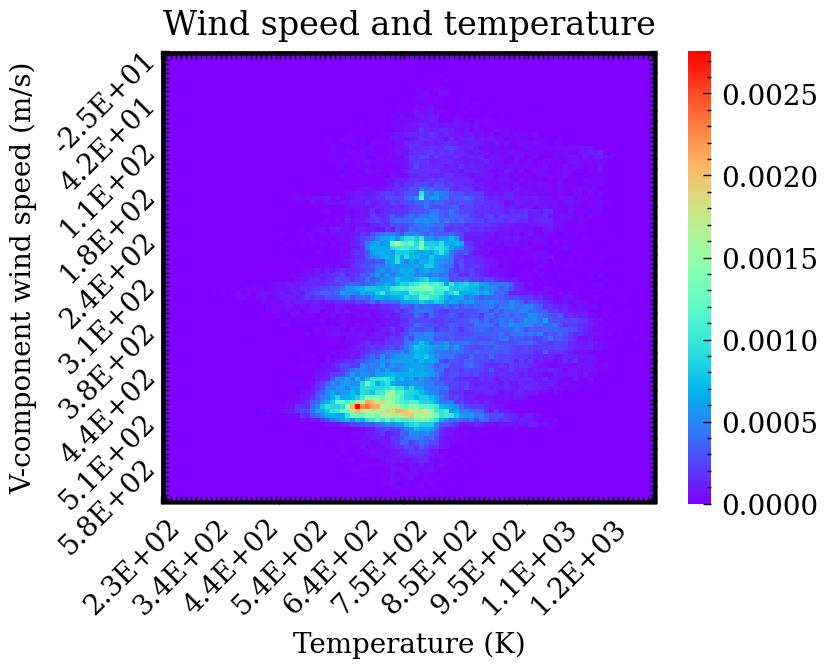 Wind speed and temperature
V-component wind speed (m/s)
-2.5E+01
4.2E+01
1.1E+02
1.8E+02
2.4E+02
3.1E+02
3.8E+02
4.4E+02
5.1E+02
5.8E+02
2.3E+02
3.4E+02
4.4E+02
5.4E+02
6.4E+02
7.5E+02
8.5E+02
9.5E+02
1.1E+03
1.2E+03
Temperature (K)
0.0025
0.0020
0.0015
0.0010
0.0005
0.0000